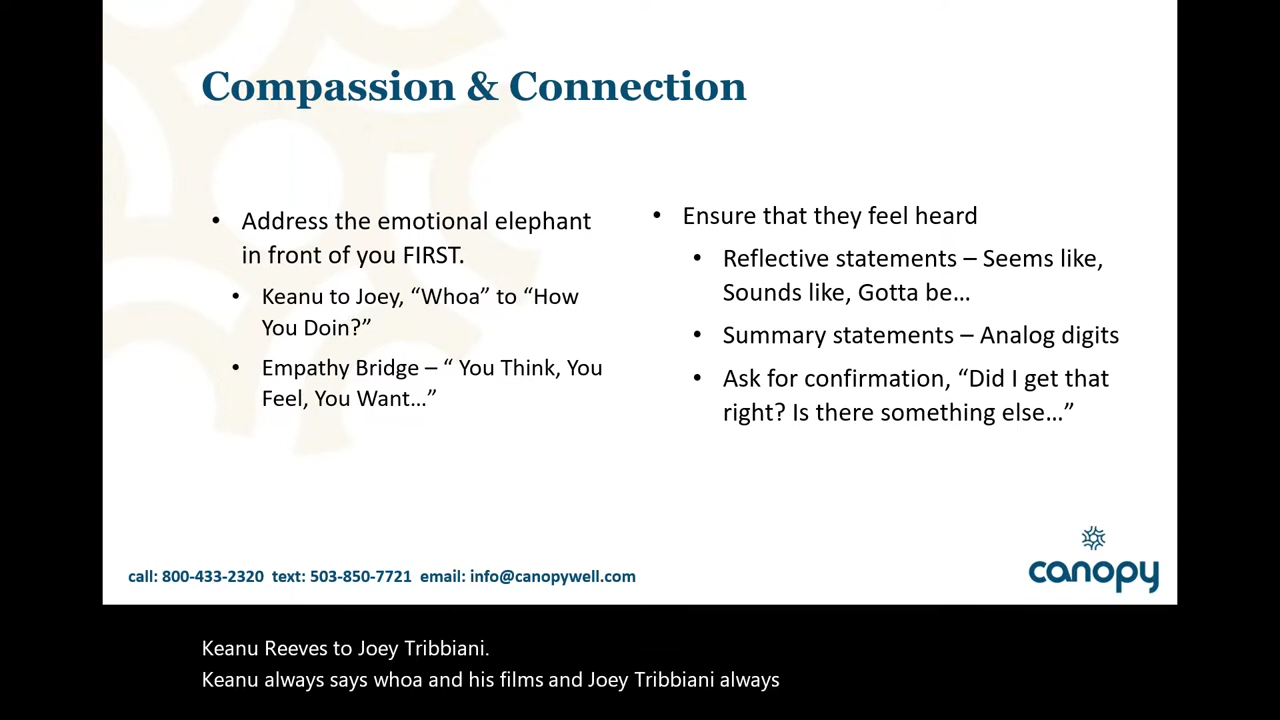 Compassion & Connection
• Address the emotional elephant
in front of you FIRST.
• Keanu to Joey, “Whoa” to “How
You Doin?”
• Empathy Bridge – “ You Think, You
Feel, You Want…”
• Ensure that they feel heard
• Reflective statements – Seems like,
Sounds like, Gotta be…
• Summary statements – Analog digits
• Ask for confirmation, “Did I get that
right? Is there something else…”
call: 800-433-2320 text: 503-850-7721 email: info@canopywell.com
canopy
Keanu Reeves to Joey Tribbiani.
Keanu always says whoa and his films and Joey Tribbiani always